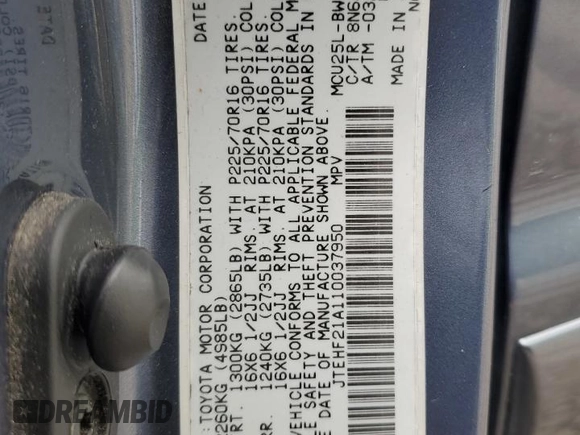 DATE
TOYOTA MOTOR CORPORATION
2260KG (4985LB)
RT. 1300KG (2865LB) WITH P225/70R16 TIRES.
16X6 1/2JJ RIMS. AT 210KPA (30PSI) COL
RR. 1240KG (2735LB) WITH P225/70R16 TIRES.
16X6 1/2JJ RIMS. AT 210KPA (30PSI) COL
VEHICLE CONFORMS TO ALL APPLICABLE FEDERAL M
SAFETY AND THEFT PREVENTION STANDARDS IN
DATE OF MANUFACTURE SHOWN ABOVE.
JTEHF21A110037950 MPV
MCU25L-BW
C/TR 8N6
A/TM -03
MADE IN
DREAMBID